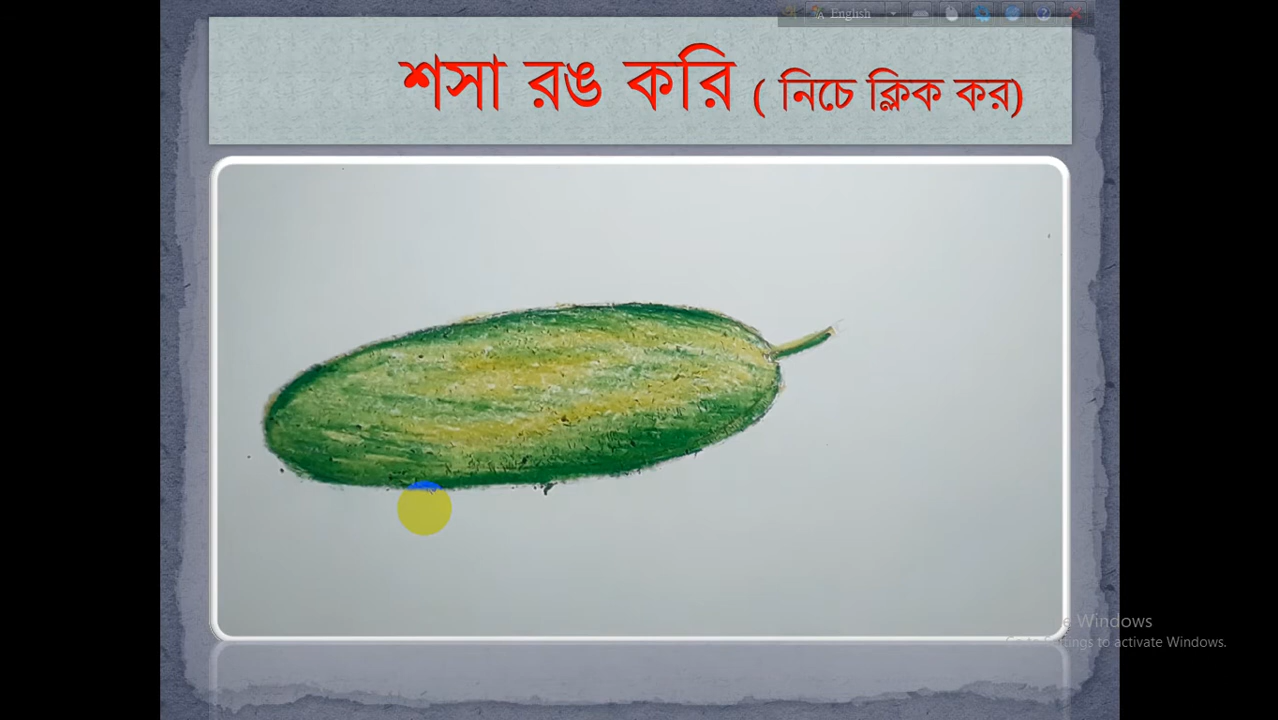 English
শসা রঙ করি ( নিচে ক্লিক কর)
Windows
to activate Windows.